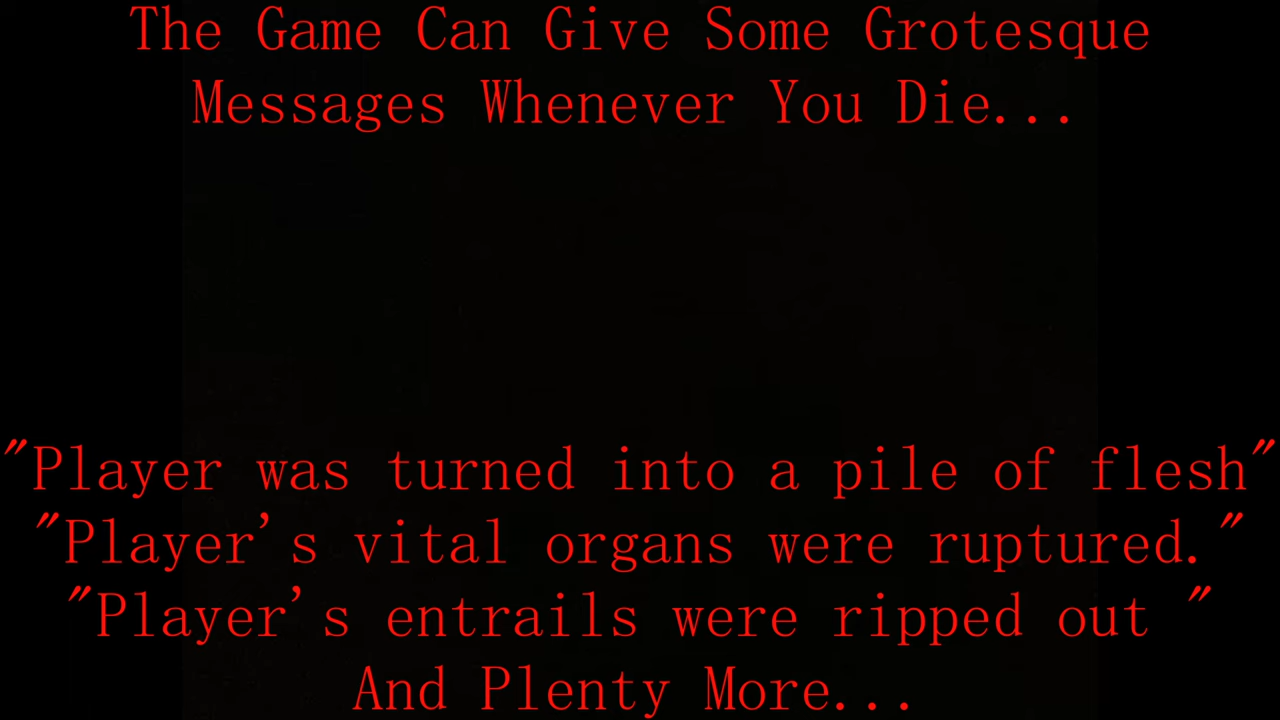 The Game Can Give Some Grotesque
Messages Whenever You Die...
"Player was turned into a pile of flesh"
"Player's vital organs were ruptured."
"Player's entrails were ripped out "
And Plenty More...